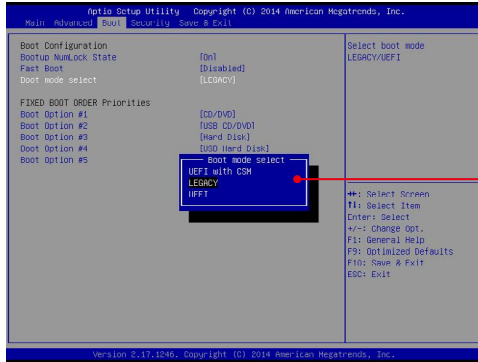 Aptio Setup Utility Copyright (C) 2014 American Megatrends, Inc.
Main Advanced Boot Security Save & Exit
Boot Configuration
Bootup NumLock State [On]
Fast Boot [Disabled]
Boot mode select [LEGACY]
FIXED BOOT ORDER Priorities
Boot Option #1 [CD/DVD]
Boot Option #2 [USB CD/DVD]
Boot Option #3 [Hard Disk]
Boot Option #4 [USB Hard Disk]
Boot Option #5
Boot mode select
UEFI with CSM
LEGACY
UEFI
Select boot mode
LEGACY/UEFI
→←: Select Screen
↑↓: Select Item
Enter: Select
+/-: Change Opt.
F1: General Help
F9: Optimized Defaults
F10: Save & Exit
ESC: Exit
Version 2.17.1246. Copyright (C) 2014 American Megatrends, Inc.